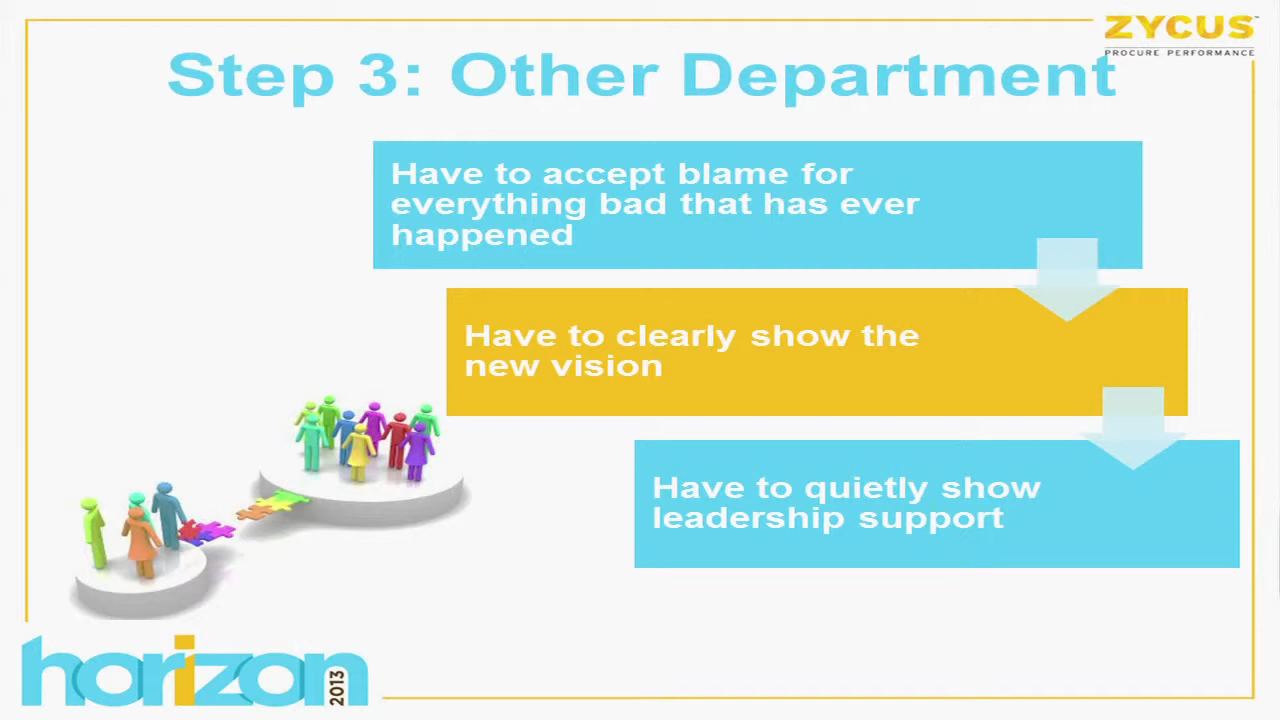 ZYCUS
PROCURE PERFORMANCE
Step 3: Other Department
Have to accept blame for
everything bad that has ever
happened
Have to clearly show the
new vision
Have to quietly show
leadership support
horizon
2013